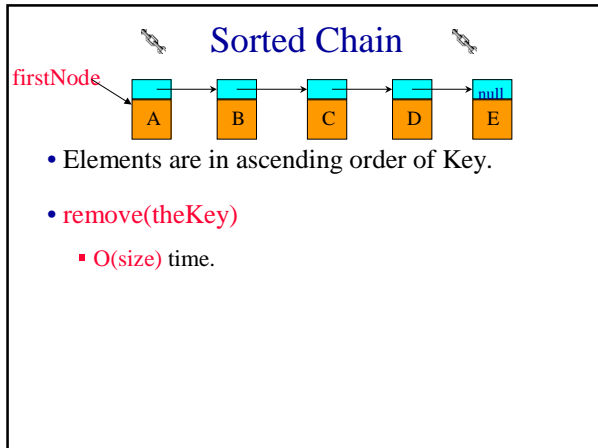 Sorted Chain
firstNode
null
A B C D E
• Elements are in ascending order of Key.
• remove(theKey)
▪ O(size) time.